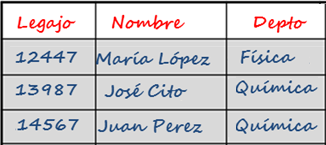 Legajo Nombre Depto
12447 María López Física
13987 José Cito Química
14567 Juan Perez Química